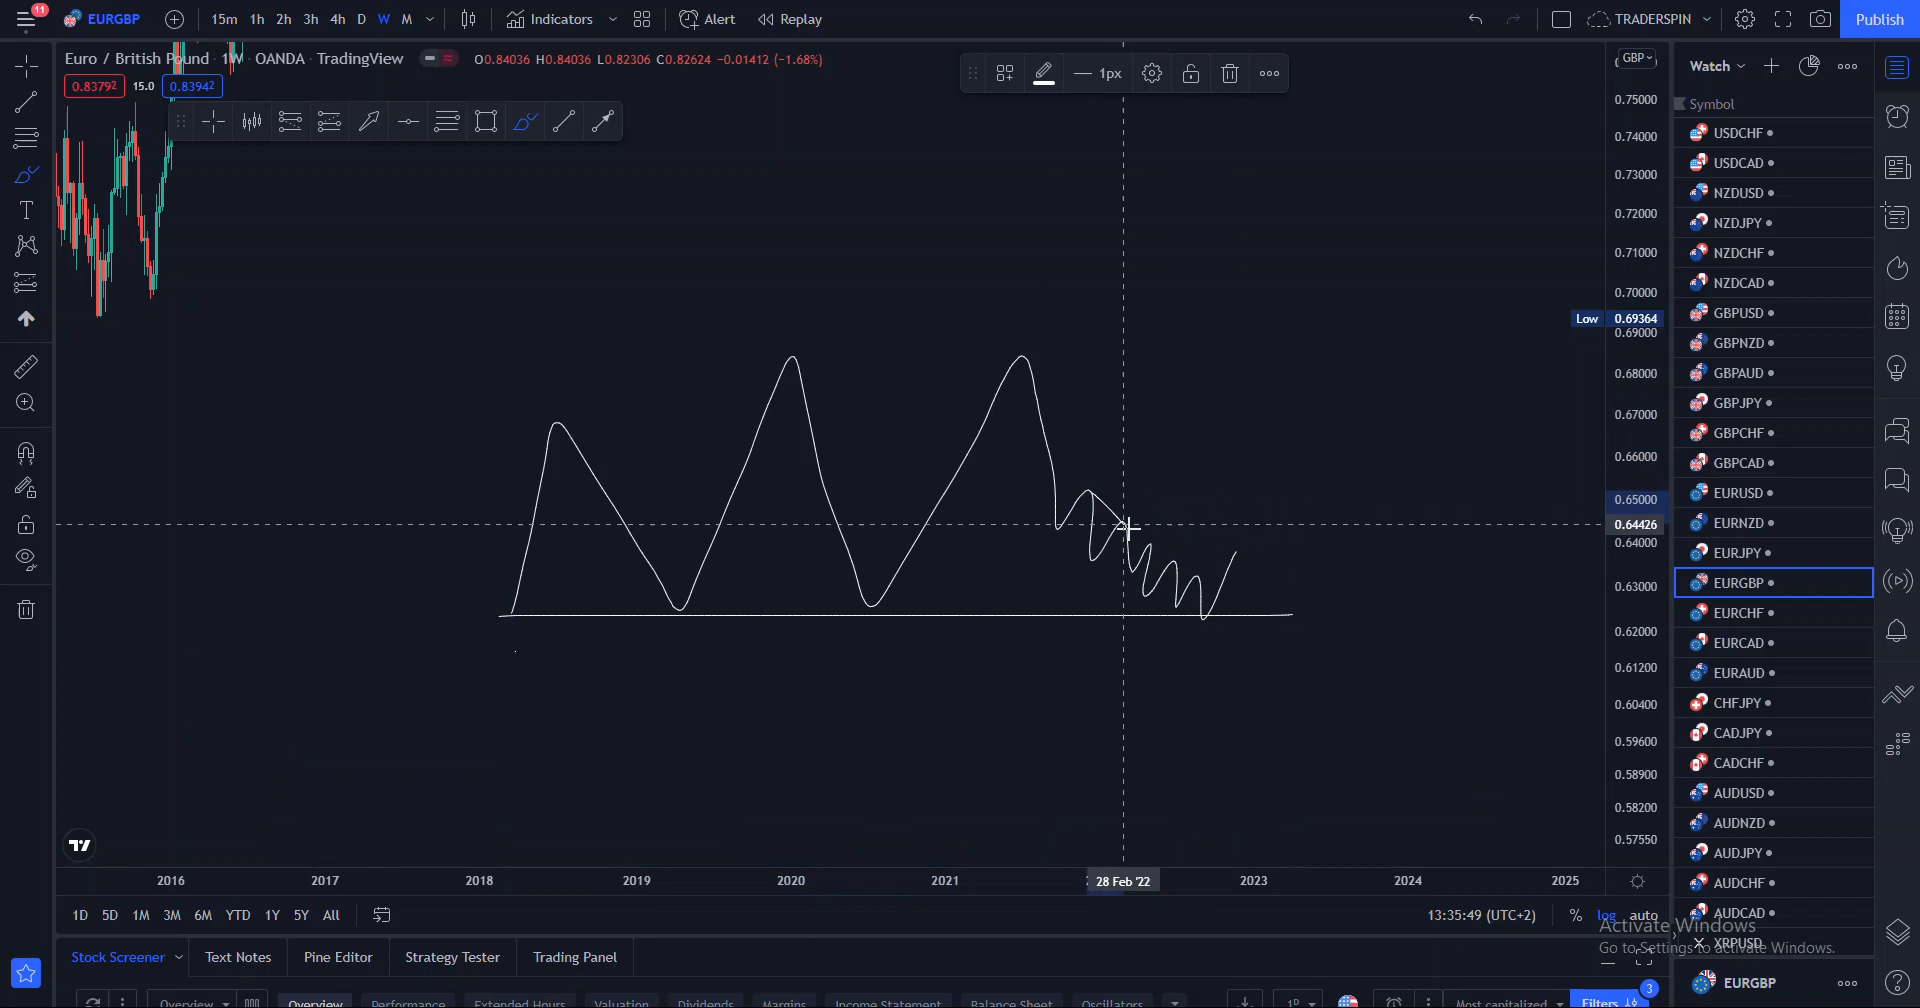 11 EURGBP 15m 1h 2h 3h 4h D W M Indicators Alert Replay TRADERSPIN Publish
Euro / British Pound · 1W · OANDA · TradingView O0.84036 H0.84036 L0.82306 C0.82624 −0.01412 (−1.68%)
0.83792 15.0 0.83942
1px
GBP
0.75000
0.74000
0.73000
0.72000
0.71000
0.70000
Low 0.69364
0.69000
0.68000
0.67000
0.66000
0.65000
0.64426
0.64000
0.63000
0.62000
0.61200
0.60400
0.59600
0.58900
0.58200
0.57550
Watch
Symbol
USDCHF
USDCAD
NZDUSD
NZDJPY
NZDCHF
NZDCAD
GBPUSD
GBPNZD
GBPAUD
GBPJPY
GBPCHF
GBPCAD
EURUSD
EURNZD
EURJPY
EURGBP
EURCHF
EURCAD
EURAUD
CHFJPY
CADJPY
CADCHF
AUDUSD
AUDNZD
AUDJPY
AUDCHF
AUDCAD
XRPUSD
EURGBP
2016 2017 2018 2019 2020 2021 28 Feb '22 2023 2024 2025
1D 5D 1M 3M 6M YTD 1Y 5Y All 13:35:49 (UTC+2) % log auto
Activate Windows
Go to Settings to activate Windows.
Stock Screener Text Notes Pine Editor Strategy Tester Trading Panel
Overview Overview Performance Extended Hours Valuation Dividends Margins Income Statement Balance Sheet Oscillators 1D Most capitalized Filters 3